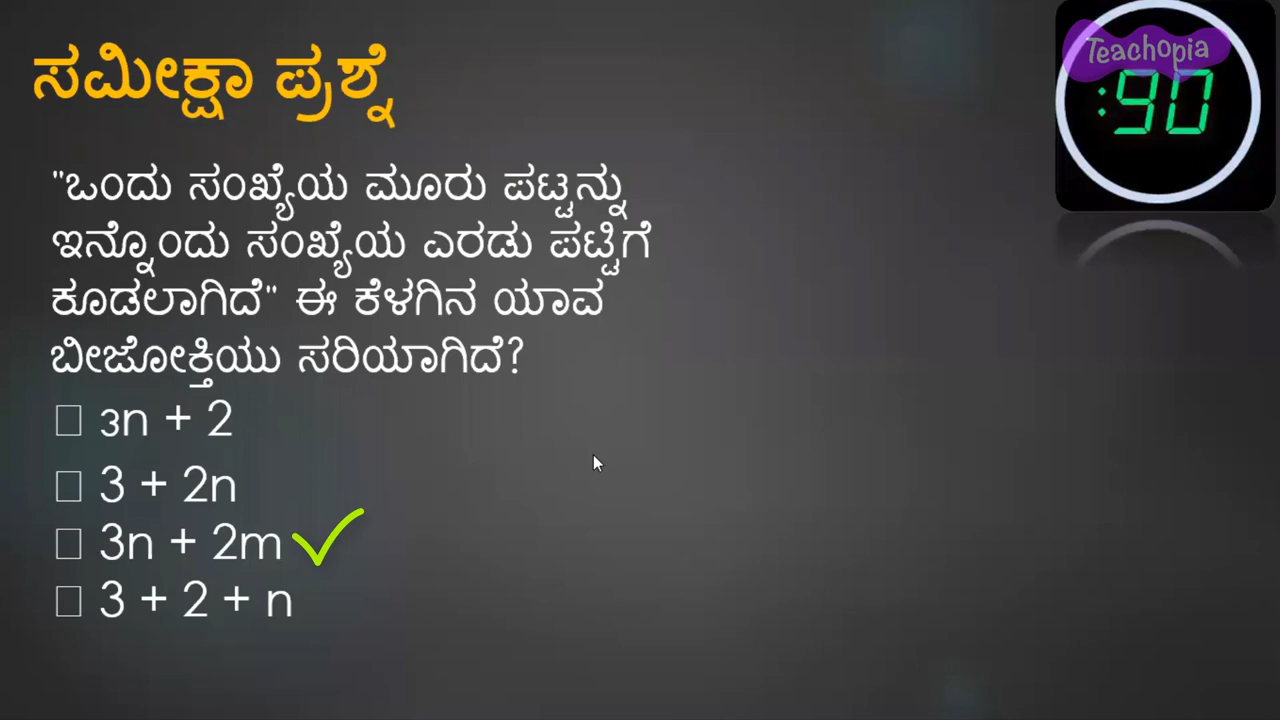 ಸಮೀಕ್ಷಾ ಪ್ರಶ್ನೆ
Teachopia
:90
"ಒಂದು ಸಂಖ್ಯೆಯ ಮೂರು ಪಟ್ಟನ್ನು
ಇನ್ನೊಂದು ಸಂಖ್ಯೆಯ ಎರಡು ಪಟ್ಟಿಗೆ
ಕೂಡಲಾಗಿದೆ" ಈ ಕೆಳಗಿನ ಯಾವ
ಬೀಜೋಕ್ತಿಯು ಸರಿಯಾಗಿದೆ?
3n + 2
3 + 2n
3n + 2m
3 + 2 + n